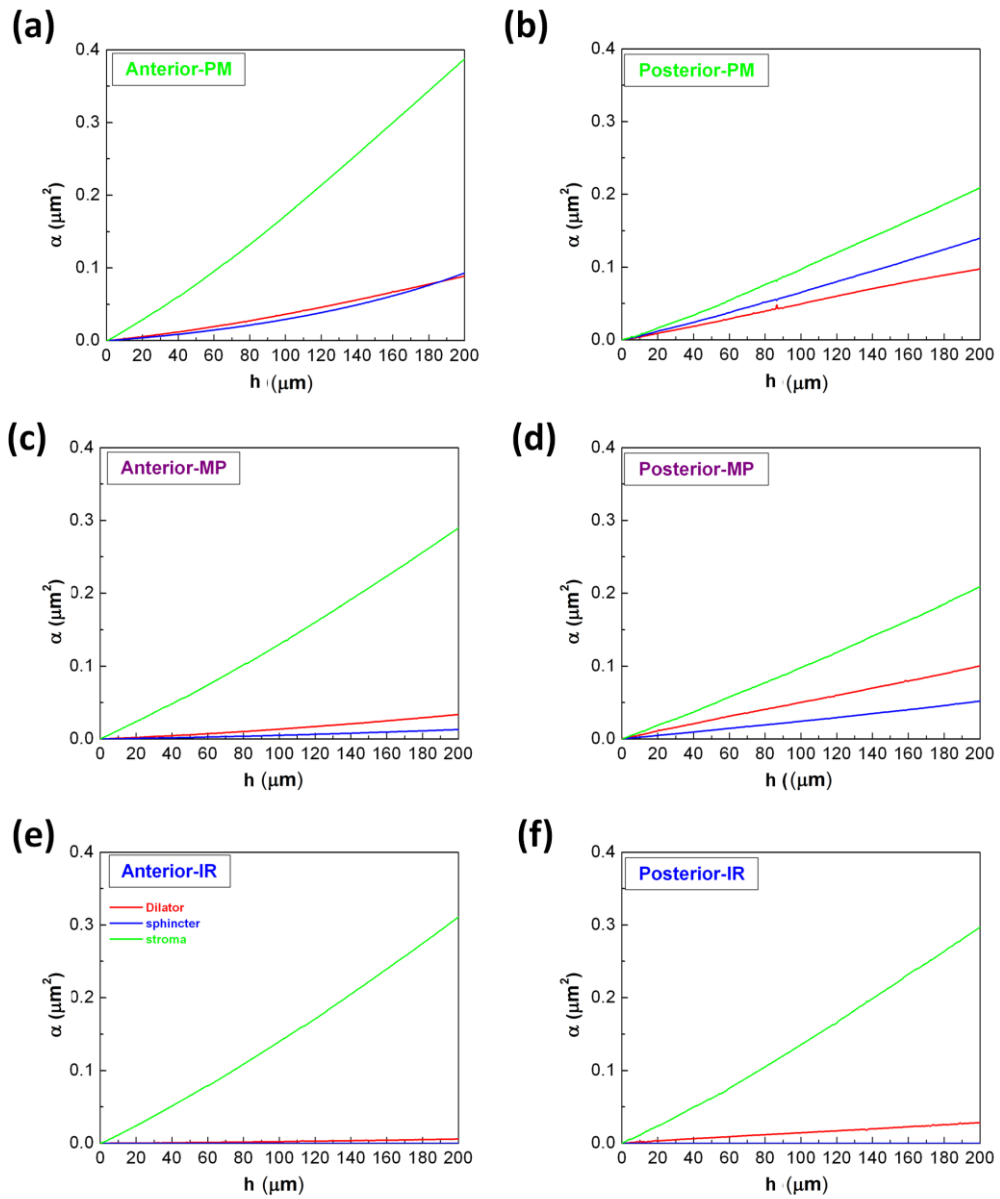 (a)
Anterior-PM
0.4
0.3
0.2
0.1
0.0
α (μm²)
0 20 40 60 80 100 120 140 160 180 200
h (μm)
(b)
Posterior-PM
0.4
0.3
0.2
0.1
0.0
α (μm²)
0 20 40 60 80 100 120 140 160 180 200
h (μm)
(c)
Anterior-MP
0.4
0.3
0.2
0.1
0.0
α (μm²)
0 20 40 60 80 100 120 140 160 180 200
h (μm)
(d)
Posterior-MP
0.4
0.3
0.2
0.1
0.0
α (μm²)
0 20 40 60 80 100 120 140 160 180 200
h ((μm)
(e)
Anterior-IR
Dilator
sphincter
stroma
0.4
0.3
0.2
0.1
0.0
α (μm²)
0 20 40 60 80 100 120 140 160 180 200
h (μm)
(f)
Posterior-IR
0.4
0.3
0.2
0.1
0.0
α (μm²)
0 20 40 60 80 100 120 140 160 180 200
h (μm)